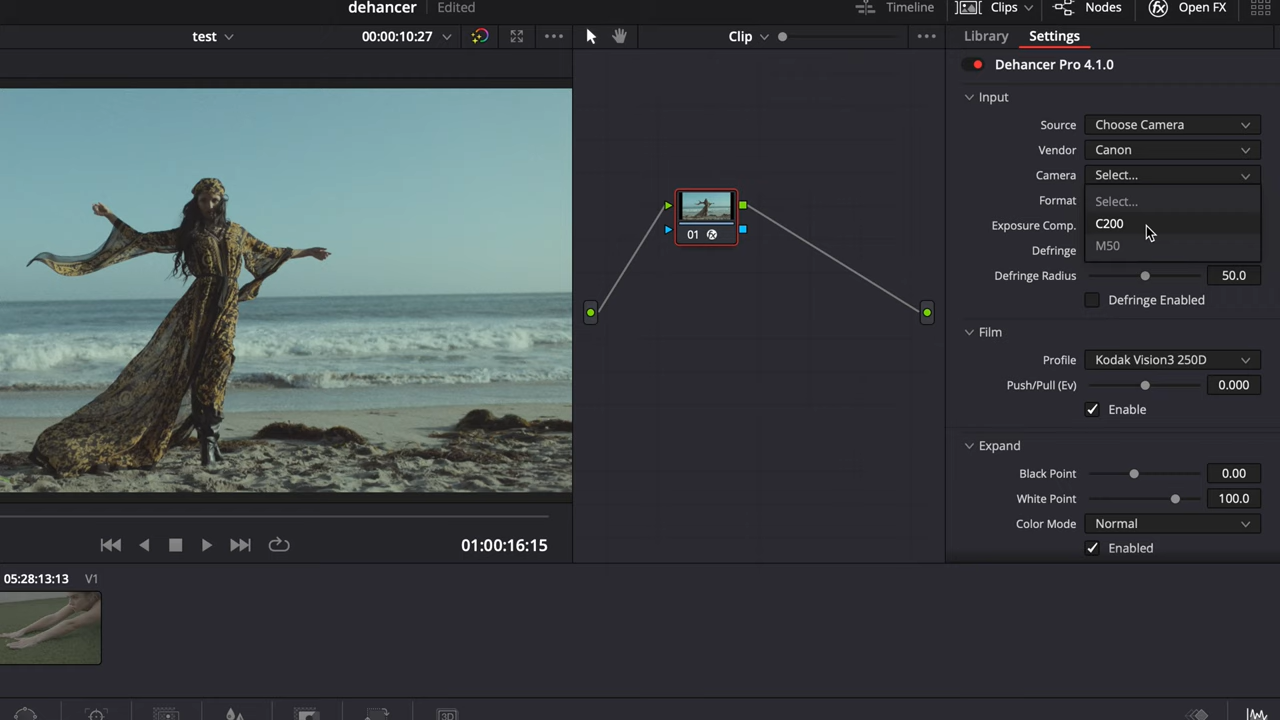 dehancer Edited
Timeline Clips Nodes Open FX
test 00:00:10:27 Clip Library Settings
Dehancer Pro 4.1.0
Input
Source Choose Camera
Vendor Canon
Camera Select...
Format Select...
Exposure Comp. C200
Defringe M50
Defringe Radius 50.0
Defringe Enabled
01
Film
Profile Kodak Vision3 250D
Push/Pull (Ev) 0.000
Enable
Expand
Black Point 0.00
White Point 100.0
Color Mode Normal
Enabled
01:00:16:15
05:28:13:13 V1
3D